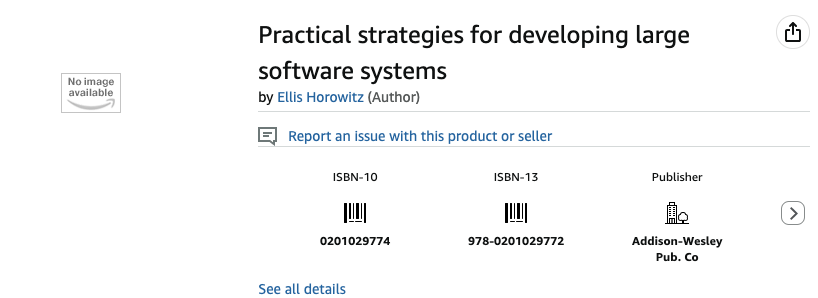 Practical strategies for developing large
software systems
by Ellis Horowitz (Author)
No image
available
Report an issue with this product or seller
ISBN-10
ISBN-13
Publisher
0201029774
978-0201029772
Addison-Wesley
Pub. Co
See all details